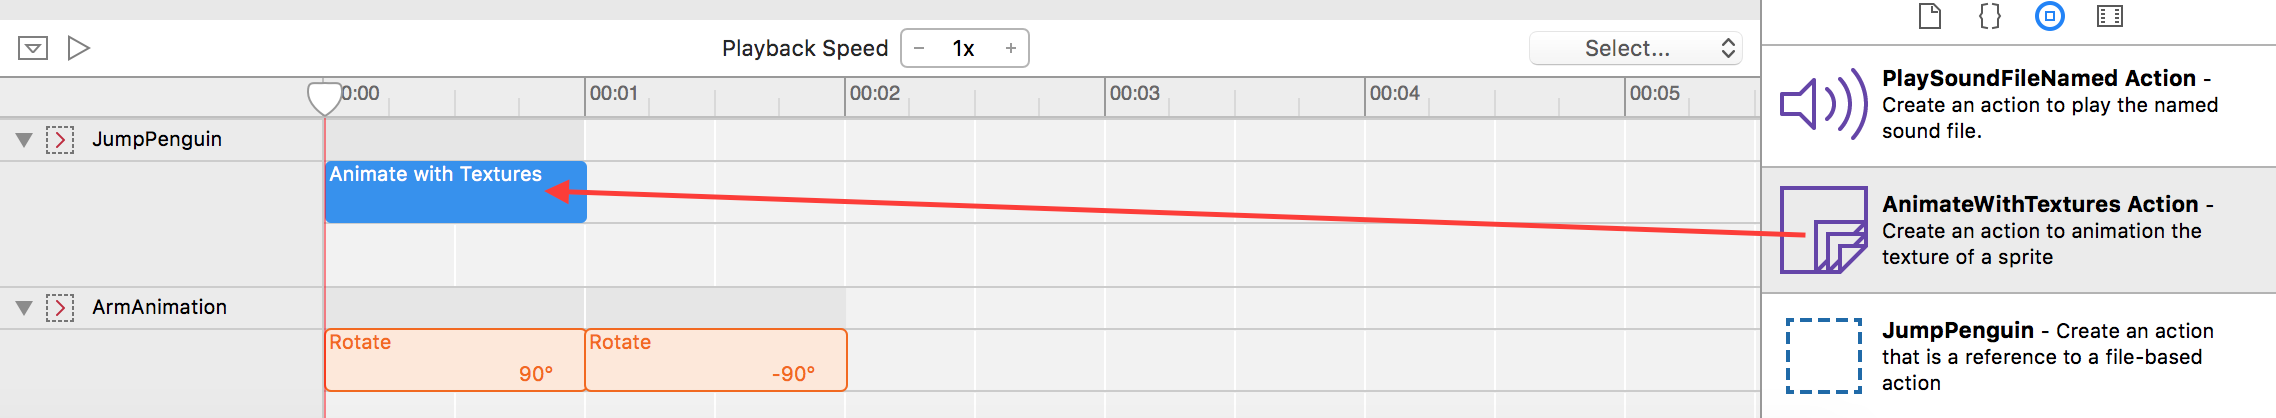 Playback Speed − 1x + Select...
0:00 00:01 00:02 00:03 00:04 00:05
JumpPenguin
Animate with Textures
ArmAnimation
Rotate Rotate
90° -90°
PlaySoundFileNamed Action -
Create an action to play the named
sound file.
AnimateWithTextures Action -
Create an action to animation the
texture of a sprite
JumpPenguin - Create an action
that is a reference to a file-based
action